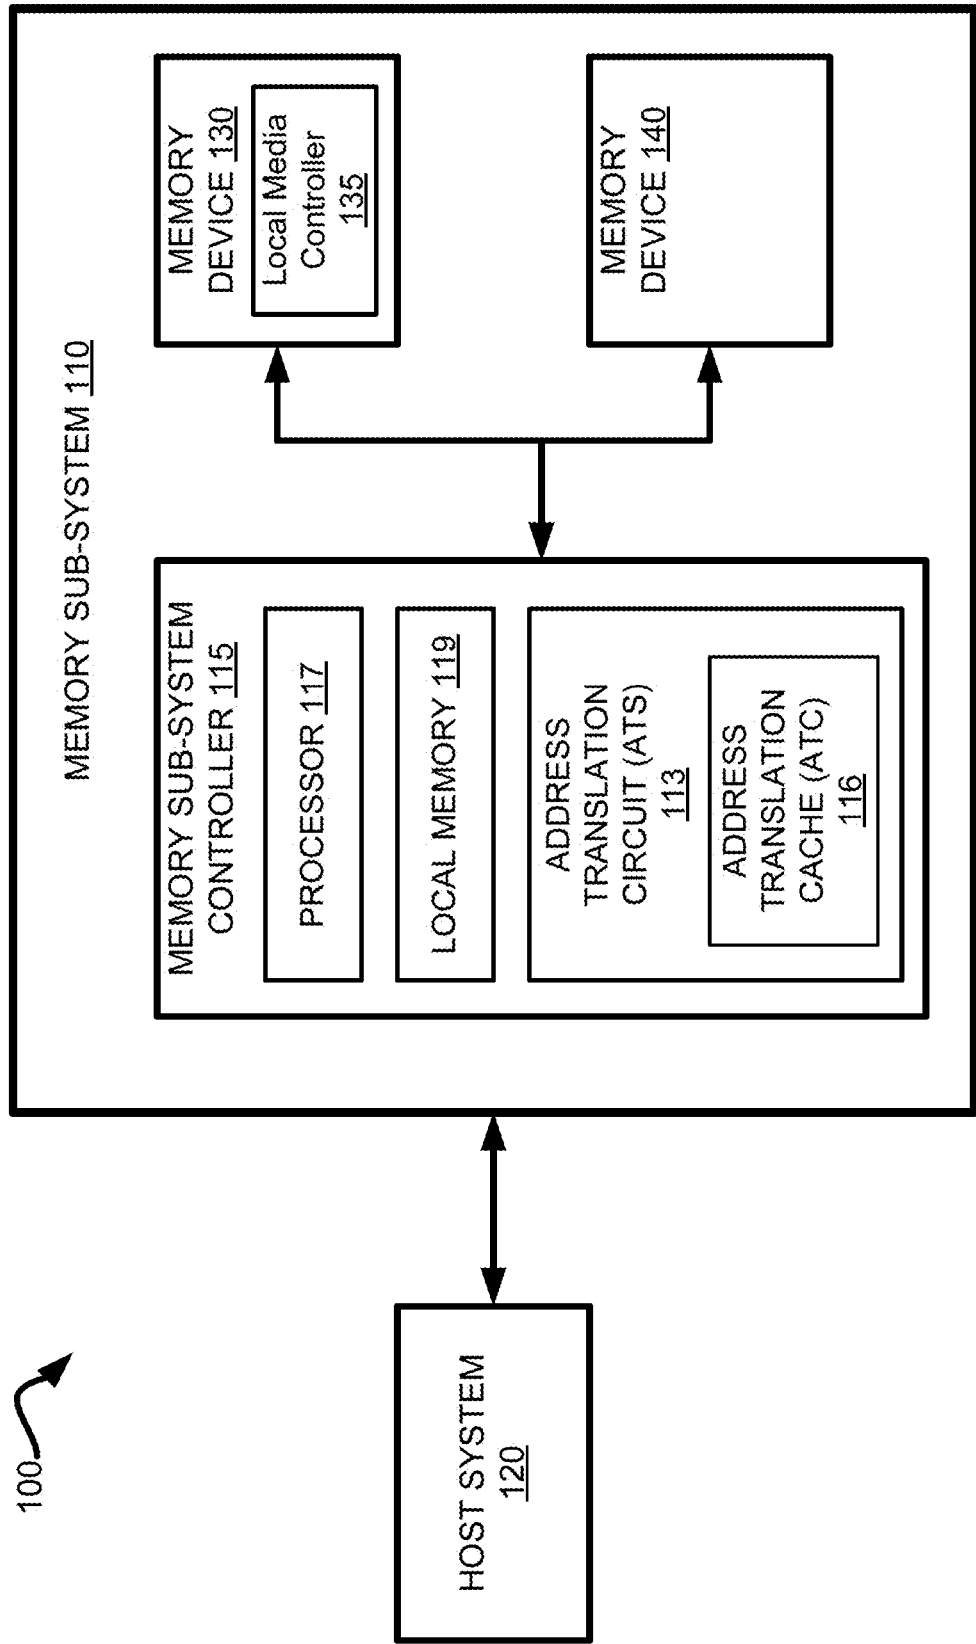 100
HOST SYSTEM
120
MEMORY SUB-SYSTEM 110
MEMORY SUB-SYSTEM
CONTROLLER 115
PROCESSOR 117
LOCAL MEMORY 119
ADDRESS
TRANSLATION
CIRCUIT (ATS)
113
ADDRESS
TRANSLATION
CACHE (ATC)
116
MEMORY
DEVICE 130
Local Media
Controller
135
MEMORY
DEVICE 140